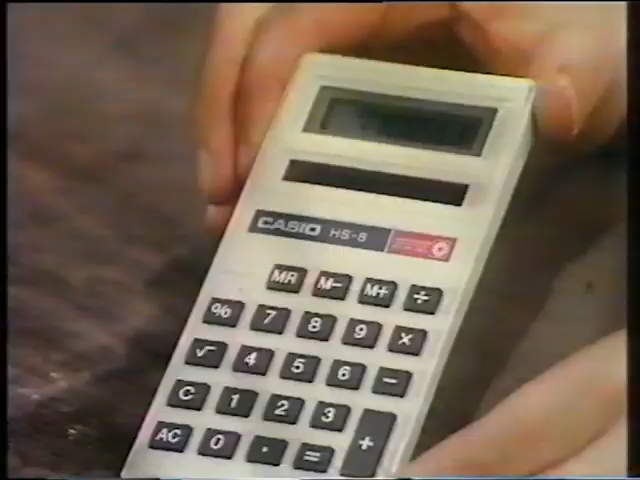 CASIO HS-8
MR M- M+ ÷
% 7 8 9 ×
√ 4 5 6 −
C 1 2 3 +
AC 0 · =